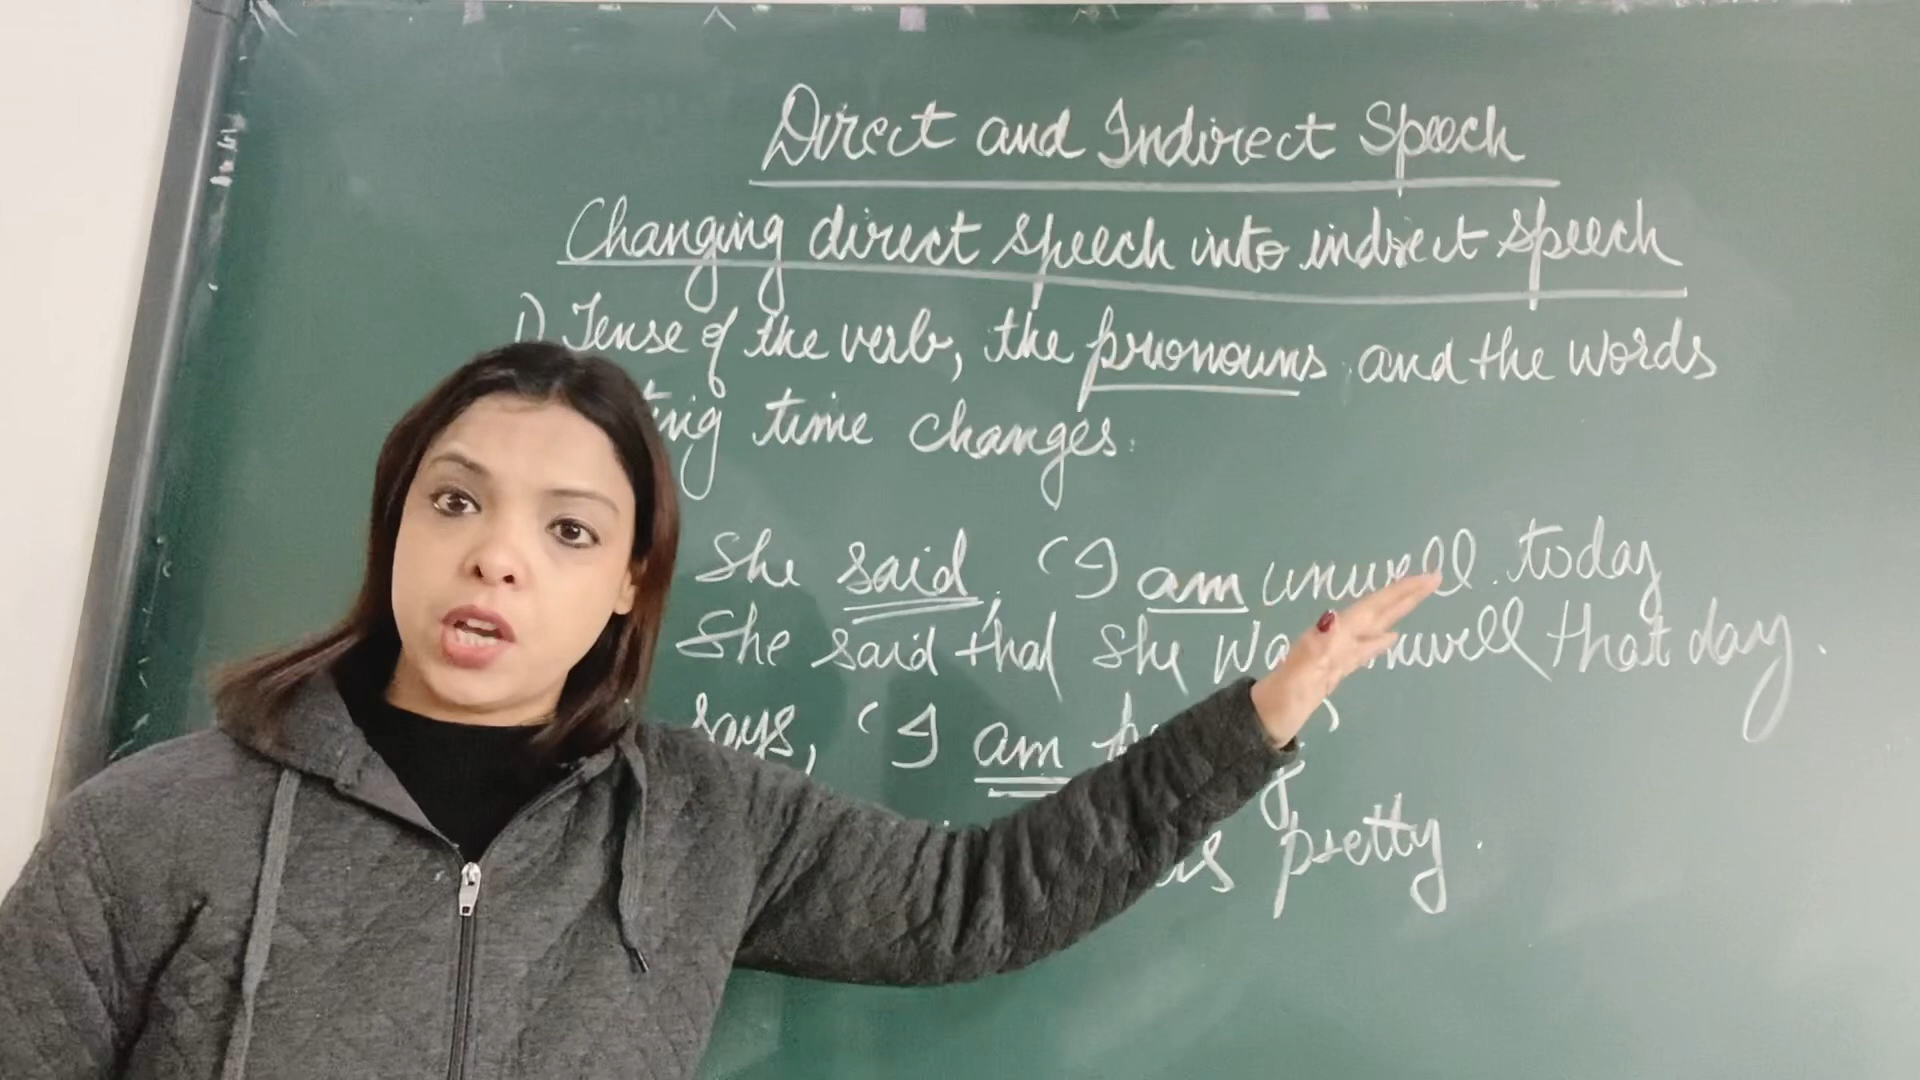 Direct and Indirect Speech
Changing direct speech into indirect speech
1) Tense of the verb, the pronouns and the words
time changes.
She said, 'I am unwell today
She said that she unwell that day.
says, 'I am
pretty.